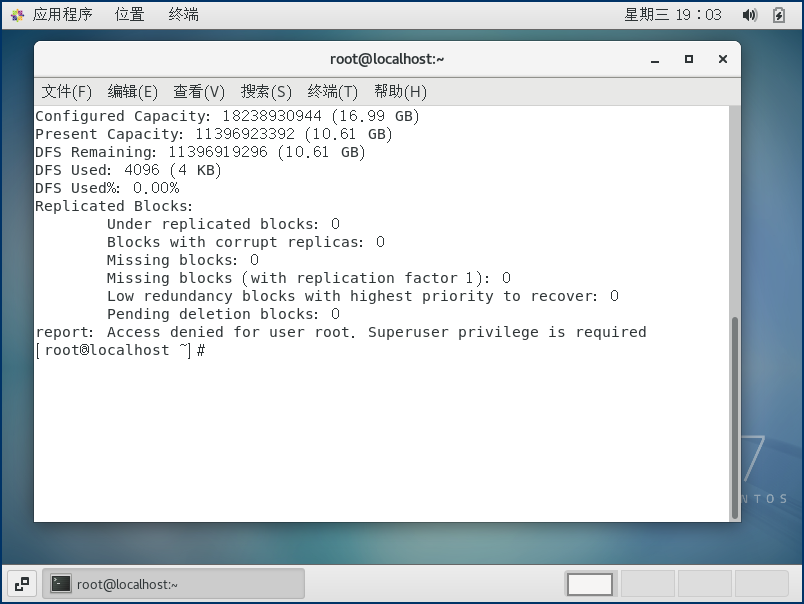 应用程序 位置 终端 星期三 19：03
root@localhost:~
文件(F) 编辑(E) 查看(V) 搜索(S) 终端(T) 帮助(H)
Configured Capacity: 18238930944 (16.99 GB)
Present Capacity: 11396923392 (10.61 GB)
DFS Remaining: 11396919296 (10.61 GB)
DFS Used: 4096 (4 KB)
DFS Used%: 0.00%
Replicated Blocks:
Under replicated blocks: 0
Blocks with corrupt replicas: 0
Missing blocks: 0
Missing blocks (with replication factor 1): 0
Low redundancy blocks with highest priority to recover: 0
Pending deletion blocks: 0
report: Access denied for user root. Superuser privilege is required
[root@localhost ~]#
7
NTOS
root@localhost:~